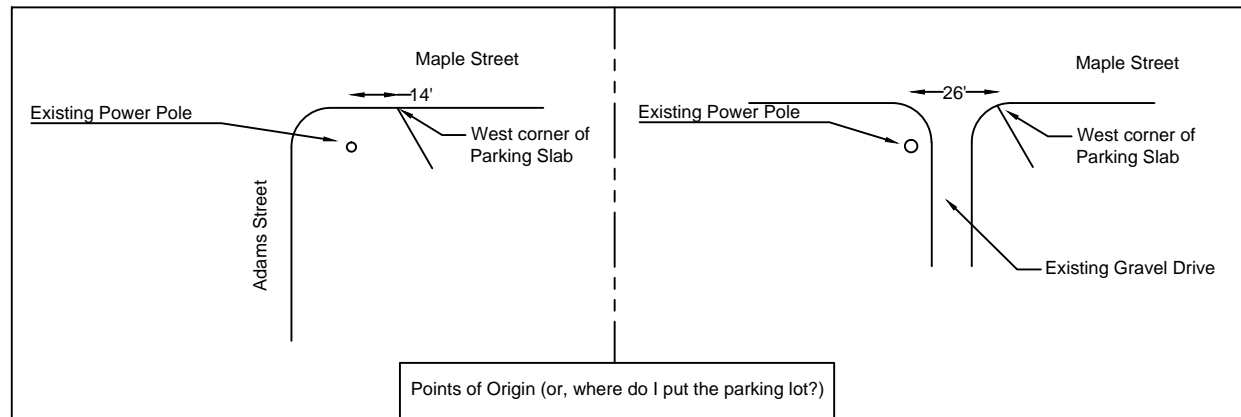 Maple Street
14'
Existing Power Pole
West corner of
Parking Slab
Adams Street
Maple Street
26'
Existing Power Pole
West corner of
Parking Slab
Existing Gravel Drive
Points of Origin (or, where do I put the parking lot?)